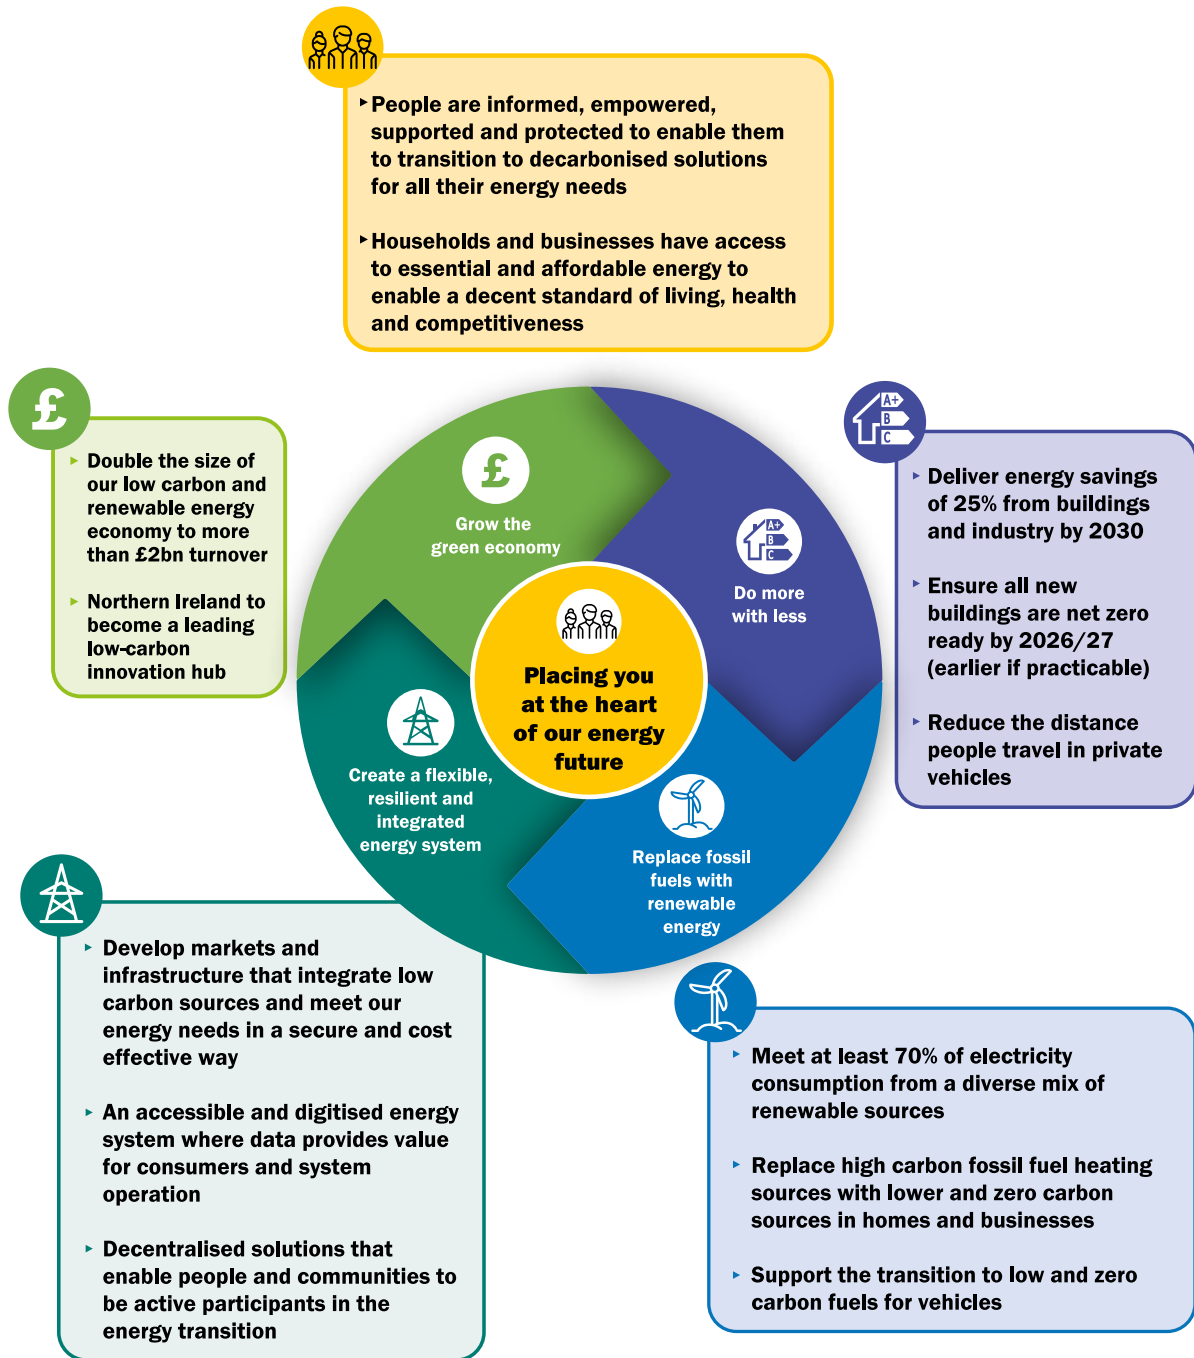 ▸ People are informed, empowered,
supported and protected to enable them
to transition to decarbonised solutions
for all their energy needs
▸ Households and businesses have access
to essential and affordable energy to
enable a decent standard of living, health
and competitiveness
£
▸ Double the size of
our low carbon and
renewable energy
economy to more
than £2bn turnover
▸ Northern Ireland to
become a leading
low-carbon
innovation hub
£
Grow the
green economy
A+
B
C
Do more
with less
Placing you
at the heart
of our energy
future
Create a flexible,
resilient and
integrated
energy system
Replace fossil
fuels with
renewable
energy
A+
B
C
▸ Deliver energy savings
of 25% from buildings
and industry by 2030
▸ Ensure all new
buildings are net zero
ready by 2026/27
(earlier if practicable)
▸ Reduce the distance
people travel in private
vehicles
▸ Develop markets and
infrastructure that integrate low
carbon sources and meet our
energy needs in a secure and cost
effective way
▸ An accessible and digitised energy
system where data provides value
for consumers and system
operation
▸ Decentralised solutions that
enable people and communities to
be active participants in the
energy transition
▸ Meet at least 70% of electricity
consumption from a diverse mix of
renewable sources
▸ Replace high carbon fossil fuel heating
sources with lower and zero carbon
sources in homes and businesses
▸ Support the transition to low and zero
carbon fuels for vehicles